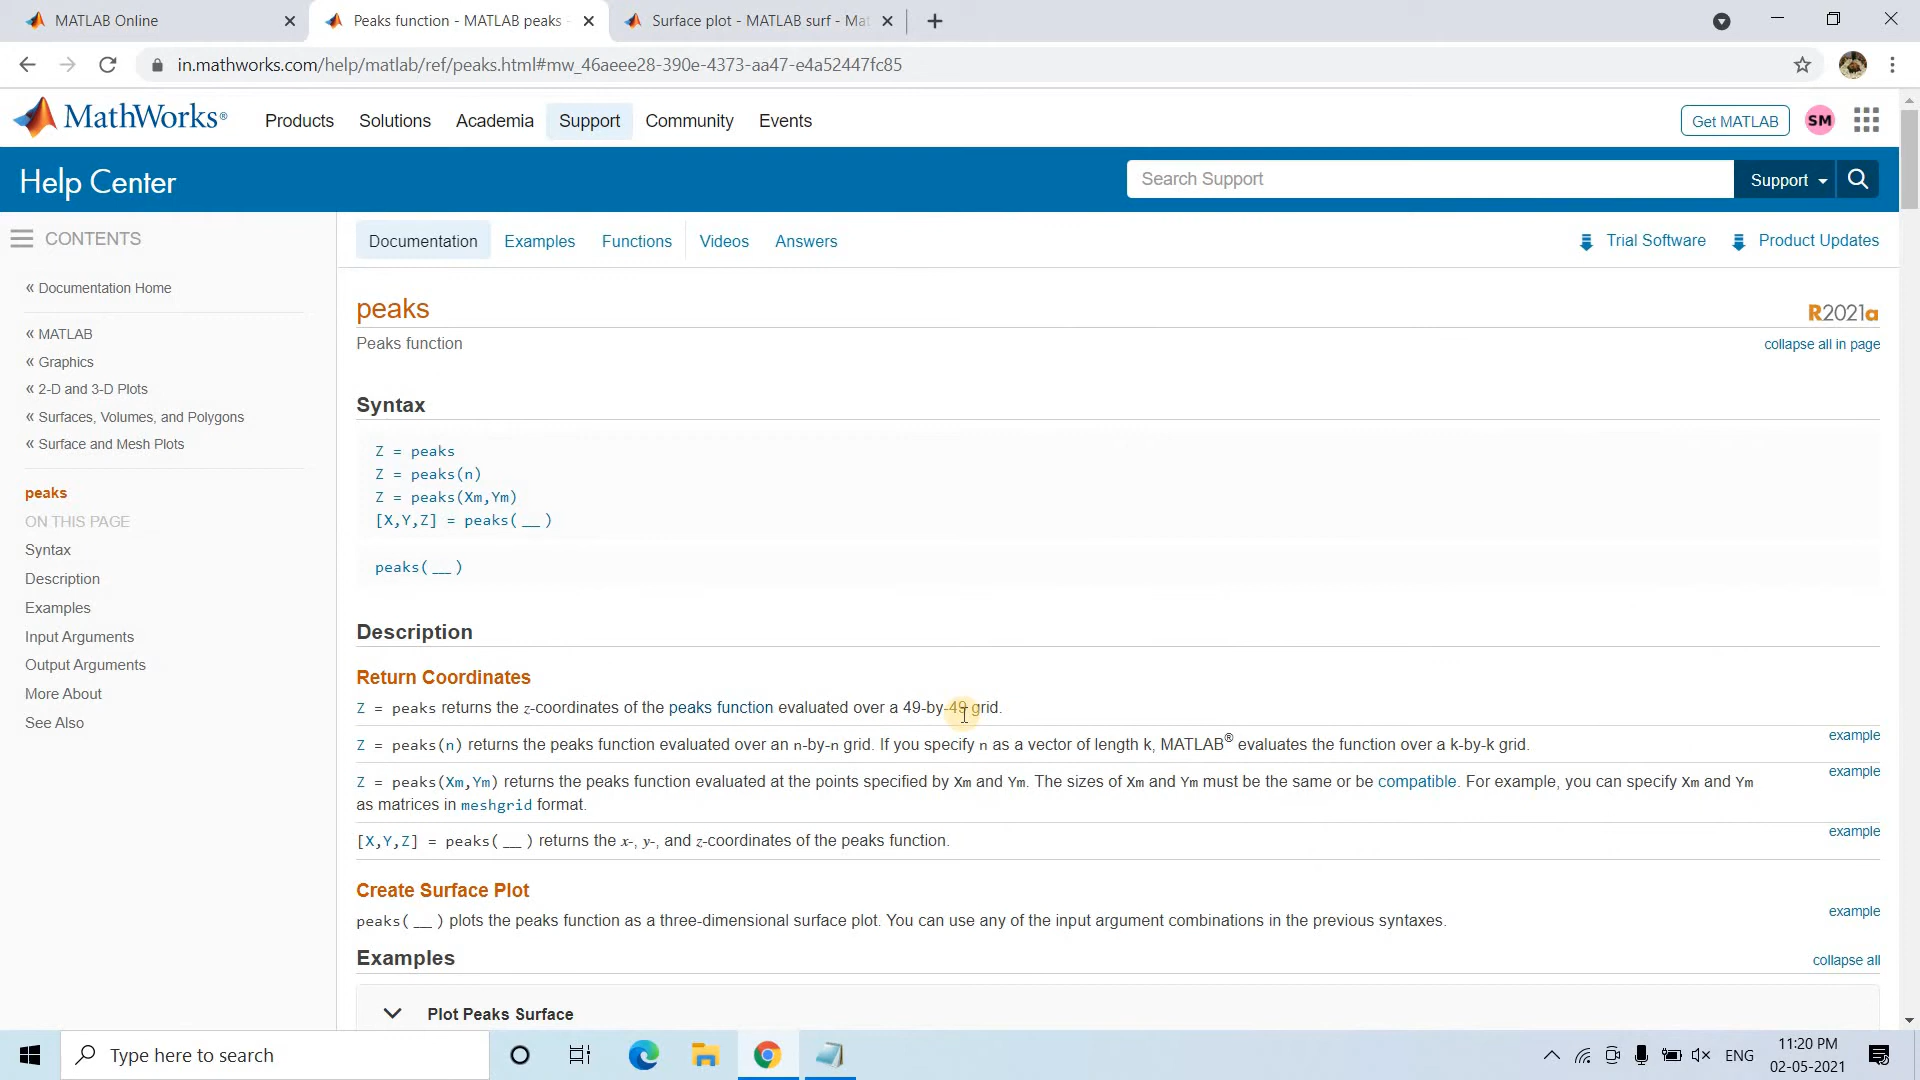 MATLAB Online
Peaks function - MATLAB peaks -
Surface plot - MATLAB surf - Mat
in.mathworks.com/help/matlab/ref/peaks.html#mw_46aeee28-390e-4373-aa47-e4a52447fc85
MathWorks®
Products
Solutions
Academia
Support
Community
Events
Get MATLAB
SM
Help Center
Search Support
Support
CONTENTS
Documentation
Examples
Functions
Videos
Answers
Trial Software
Product Updates
« Documentation Home
« MATLAB
« Graphics
« 2-D and 3-D Plots
« Surfaces, Volumes, and Polygons
« Surface and Mesh Plots
peaks
ON THIS PAGE
Syntax
Description
Examples
Input Arguments
Output Arguments
More About
See Also
peaks
R2021a
Peaks function
collapse all in page
Syntax
Z = peaks
Z = peaks(n)
Z = peaks(Xm,Ym)
[X,Y,Z] = peaks(__)
peaks(__)
Description
Return Coordinates
Z = peaks returns the z-coordinates of the peaks function evaluated over a 49-by-49 grid.
Z = peaks(n) returns the peaks function evaluated over an n-by-n grid. If you specify n as a vector of length k, MATLAB® evaluates the function over a k-by-k grid.
example
Z = peaks(Xm,Ym) returns the peaks function evaluated at the points specified by Xm and Ym. The sizes of Xm and Ym must be the same or be compatible. For example, you can specify Xm and Ym
as matrices in meshgrid format.
example
[X,Y,Z] = peaks(__) returns the x-, y-, and z-coordinates of the peaks function.
example
Create Surface Plot
peaks(__) plots the peaks function as a three-dimensional surface plot. You can use any of the input argument combinations in the previous syntaxes.
example
Examples
collapse all
Plot Peaks Surface
Type here to search
ENG
11:20 PM
02-05-2021